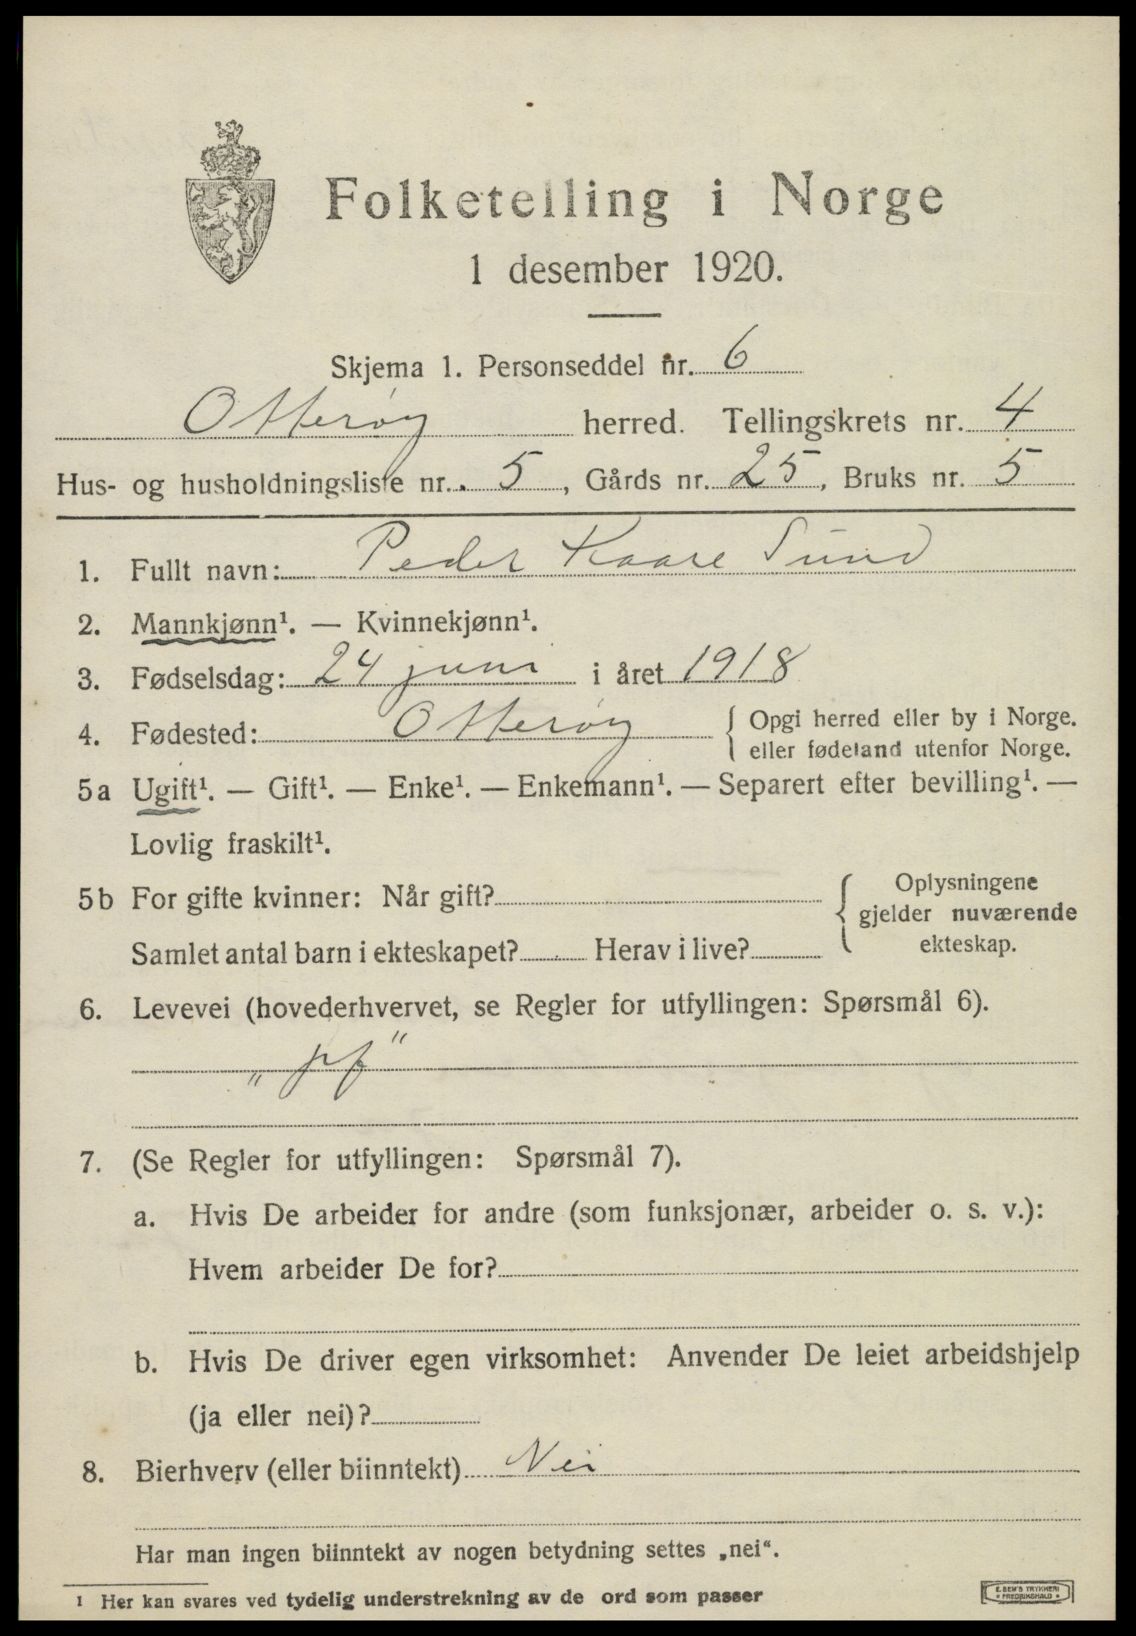 Folketelling i Norge
1 desember 1920.
Skjema 1. Personseddel nr. 6
Otterøy herred. Tellingskrets nr. 4
Hus- og husholdningsliste nr. 5, Gårds nr. 25, Bruks nr. 5
1. Fullt navn: Peder Kaare Sund
2. Mannkjønn¹. — Kvinnekjønn¹.
3. Fødselsdag: 24 juni i året 1918
4. Fødested: Otterøy { Opgi herred eller by i Norge.
eller fødeland utenfor Norge.
5a Ugift¹. — Gift¹. — Enke¹. — Enkemann¹. — Separert efter bevilling¹. —
Lovlig fraskilt¹.
5b For gifte kvinner: Når gift? { Oplysningene
gjelder nuværende
ekteskap.
Samlet antal barn i ekteskapet? Herav i live?
6. Levevei (hovederhvervet, se Regler for utfyllingen: Spørsmål 6).
„pf“
7. (Se Regler for utfyllingen: Spørsmål 7).
a. Hvis De arbeider for andre (som funksjonær, arbeider o. s. v.):
Hvem arbeider De for?
b. Hvis De driver egen virksomhet: Anvender De leiet arbeidshjelp
(ja eller nei)?
8. Bierhverv (eller biinntekt) Nei
Har man ingen biinntekt av nogen betydning settes „nei“.
1 Her kan svares ved tydelig understrekning av de ord som passer
E. SEM'S TRYKKERI
* FREDRIKSHALD *